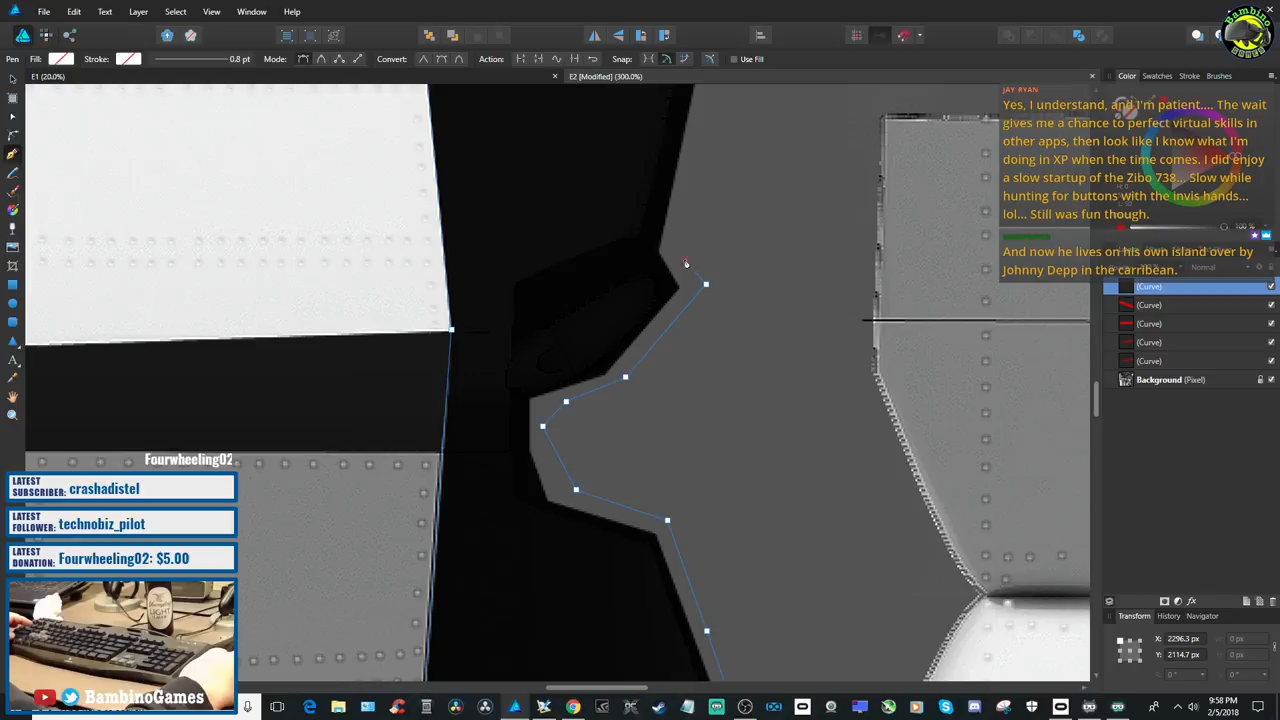 File Edit Text Document Layer Select Arrange View Window Help
Pen Fill: Stroke: 0.8 pt Mode: Convert: Action: Snap: Use Fill
E1 (20.0%) E2 [Modified] (300.0%) Color Swatches Stroke Brushes
JAY RYAN
Yes, I understand, and I'm patient.... The wait
gives me a chance to perfect virtual skills in
other apps, then look like I know what I'm
doing in XP when the time comes. I did enjoy
a slow startup of the Zibo 738... Slow while
hunting for buttons with the invis hands...
lol... Still was fun though.
And now he lives on his own island over by
Johnny Depp in the carribean.
(Curve)
(Curve)
(Curve)
(Curve)
(Curve)
Background (Pixel)
Transform History Navigator
X: 2296.3 px 0 px
Y: 2114.7 px 0 px
Fourwheeling02
LATEST
SUBSCRIBER: crashadistel
LATEST
FOLLOWER: technobiz_pilot
LATEST
DONATION: Fourwheeling02: $5.00
LIGHT
BambinoGames
9:58 PM
2/5/2018